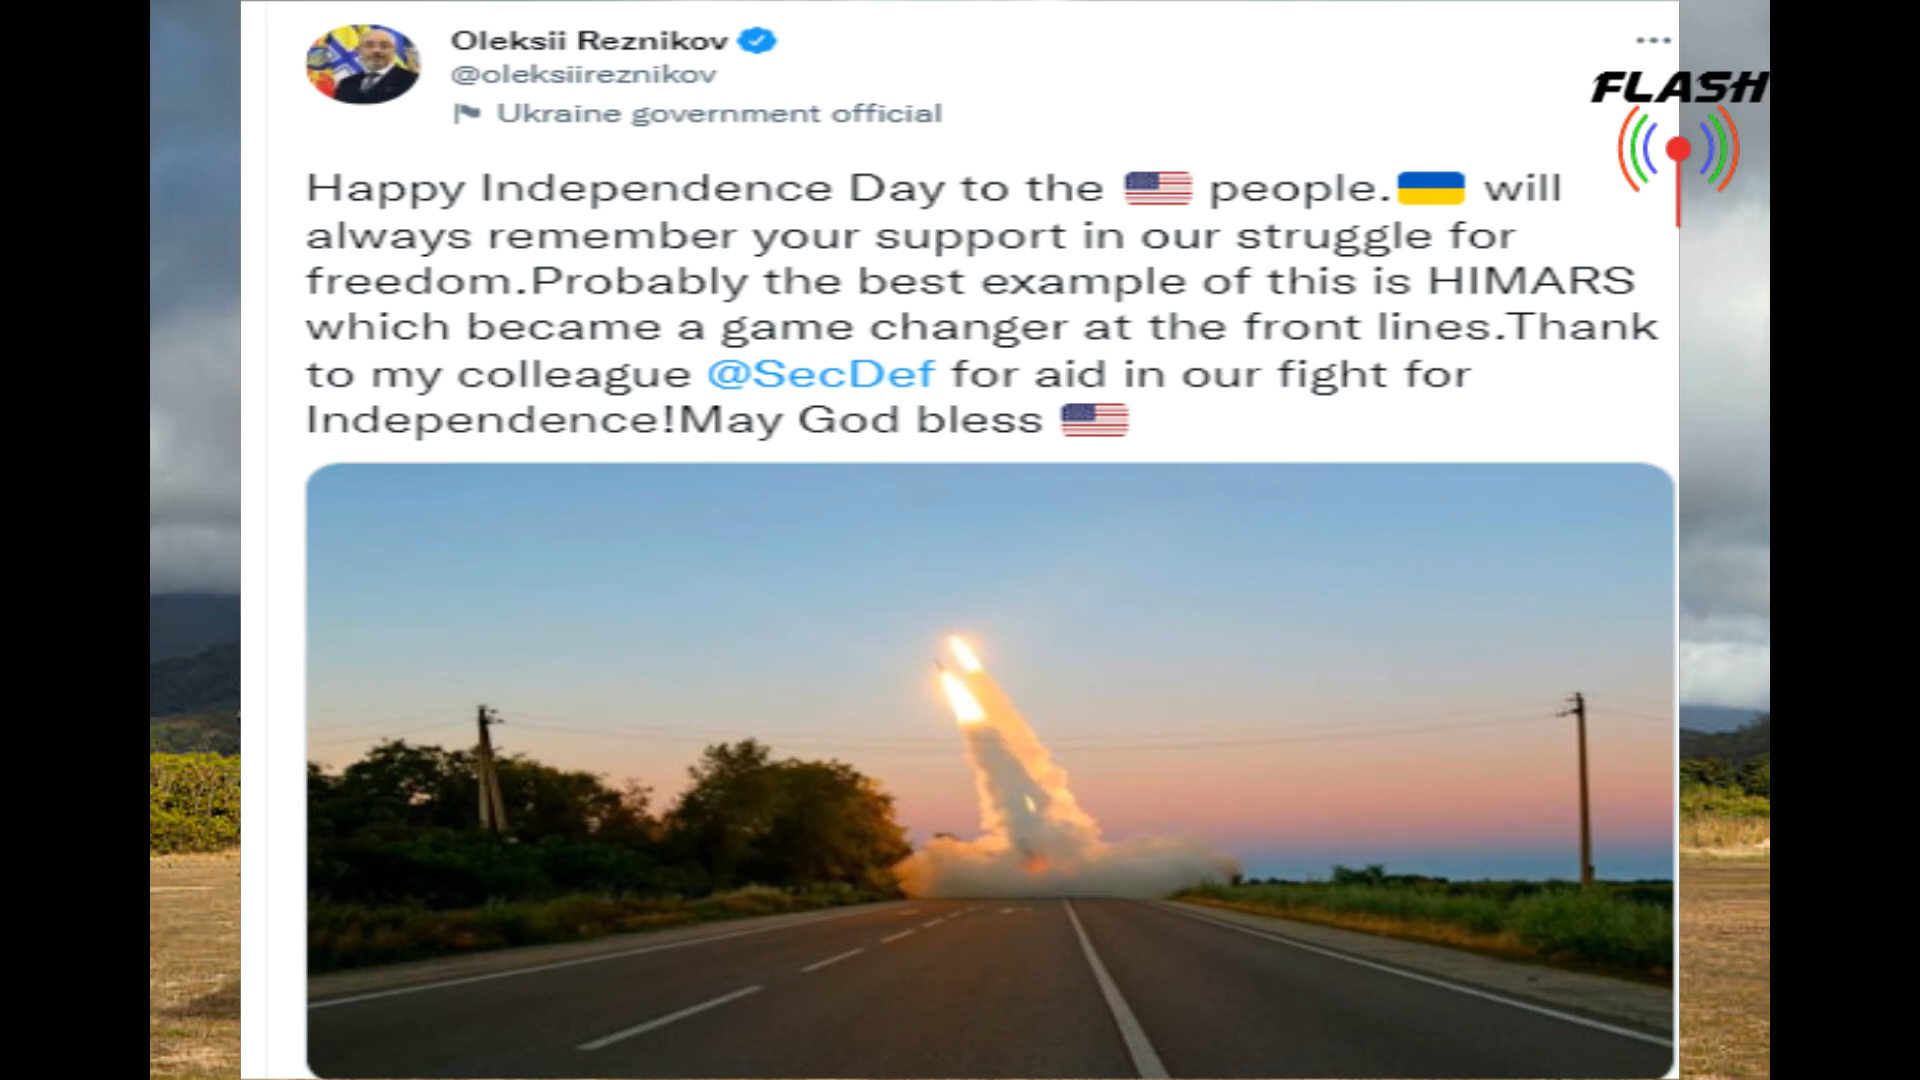 Oleksii Reznikov
@oleksiireznikov
Ukraine government official
FLASH
Happy Independence Day to the 🇺🇸 people.🇺🇦 will
always remember your support in our struggle for
freedom.Probably the best example of this is HIMARS
which became a game changer at the front lines.Thank
to my colleague @SecDef for aid in our fight for
Independence!May God bless 🇺🇸